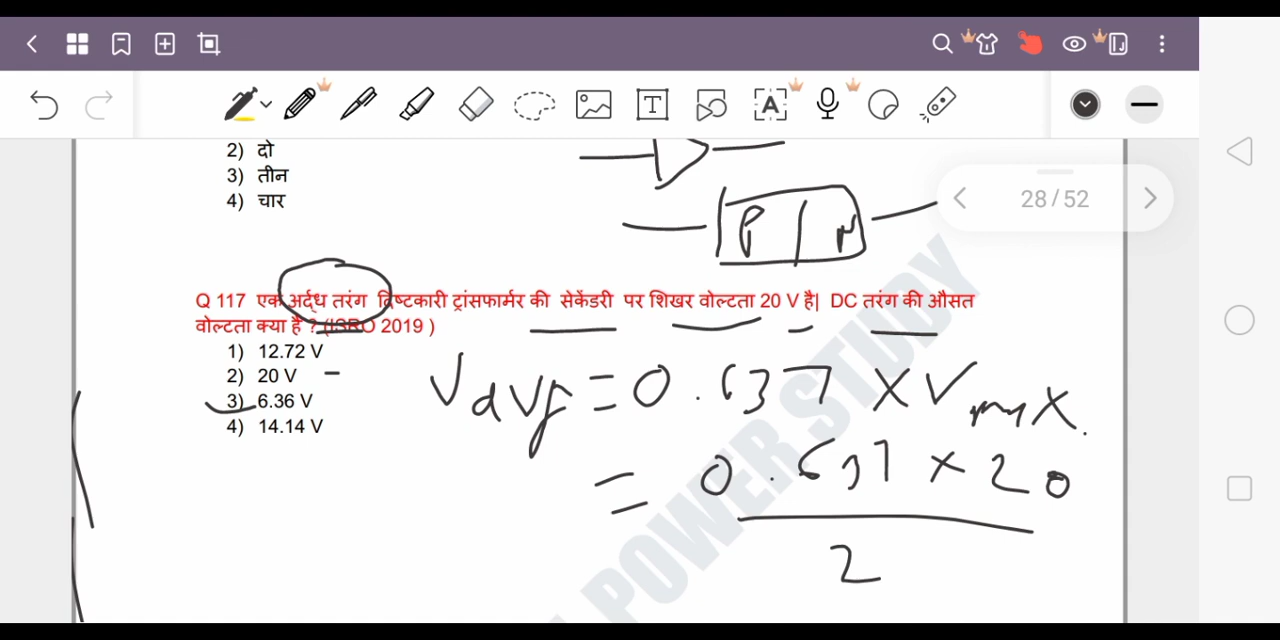 28/52
2) दो
3) तीन
4) चार
P N
Q 117 एक अर्द्ध तरंग दिष्टकारी ट्रांसफार्मर की सेकेंडरी पर शिखर वोल्टता 20 V है| DC तरंग की औसत
वोल्टता क्या है ? (ISRO 2019 )
1) 12.72 V
2) 20 V
3) 6.36 V
4) 14.14 V
Vavg = 0.637 X Vmax.
= 0.637 x 20
2
POWER STUDY